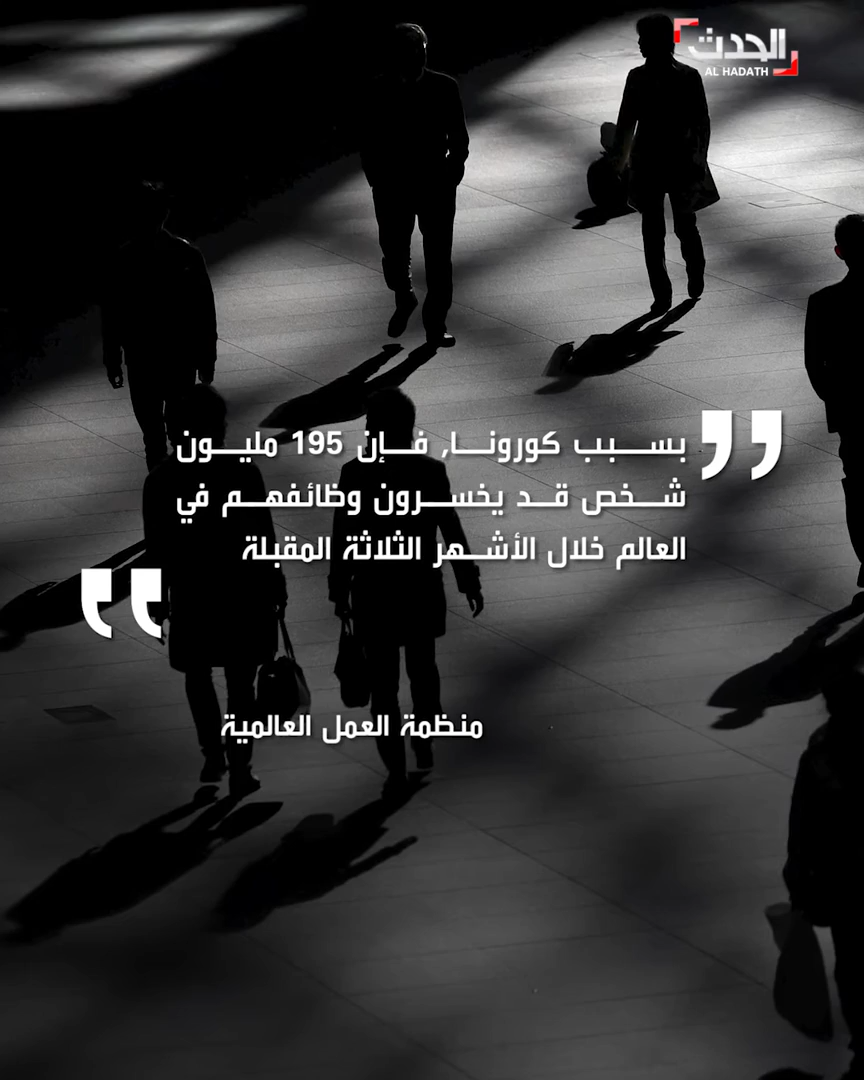 الحدث
AL HADATH
بسبب كورونا, فإن 195 مليون
شخص قد يخسرون وظائفهم في
العالم خلال الأشهر الثلاثة المقبلة
منظمة العمل العالمية